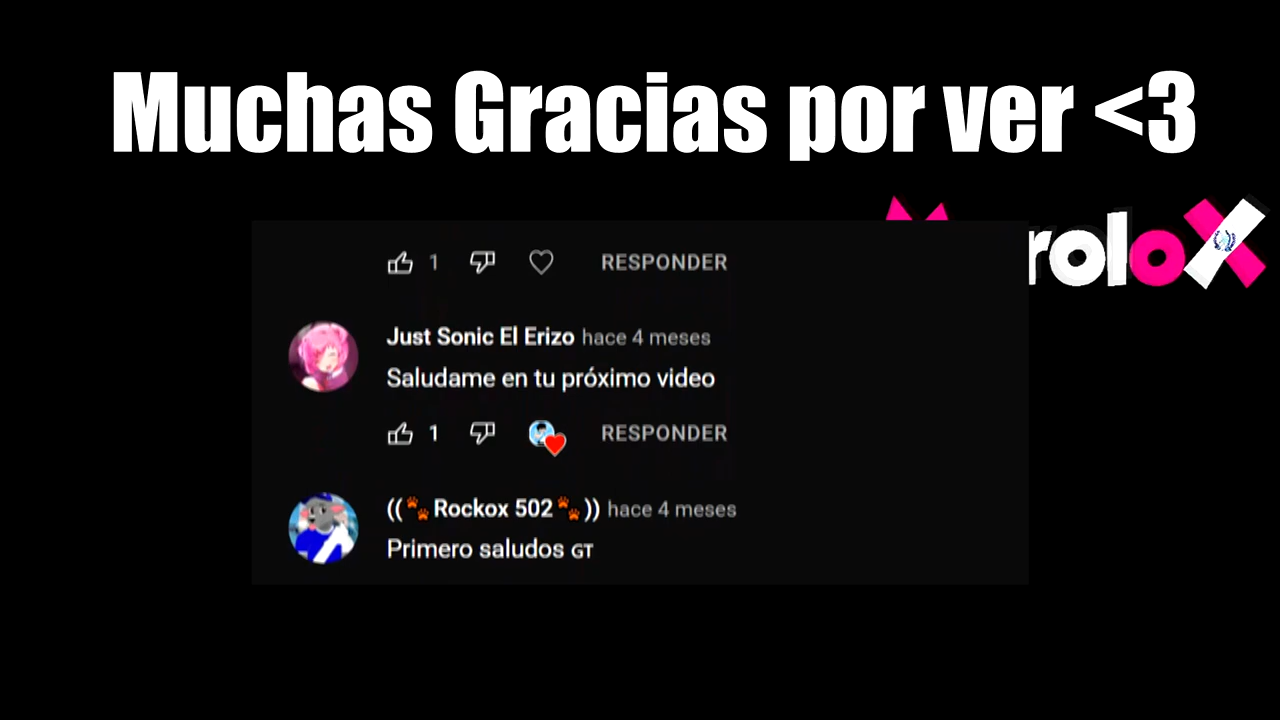 Muchas Gracias por ver <3
roloX
1 RESPONDER
Just Sonic El Erizo hace 4 meses
Saludame en tu próximo video
1 RESPONDER
((🐾Rockox 502🐾)) hace 4 meses
Primero saludos GT